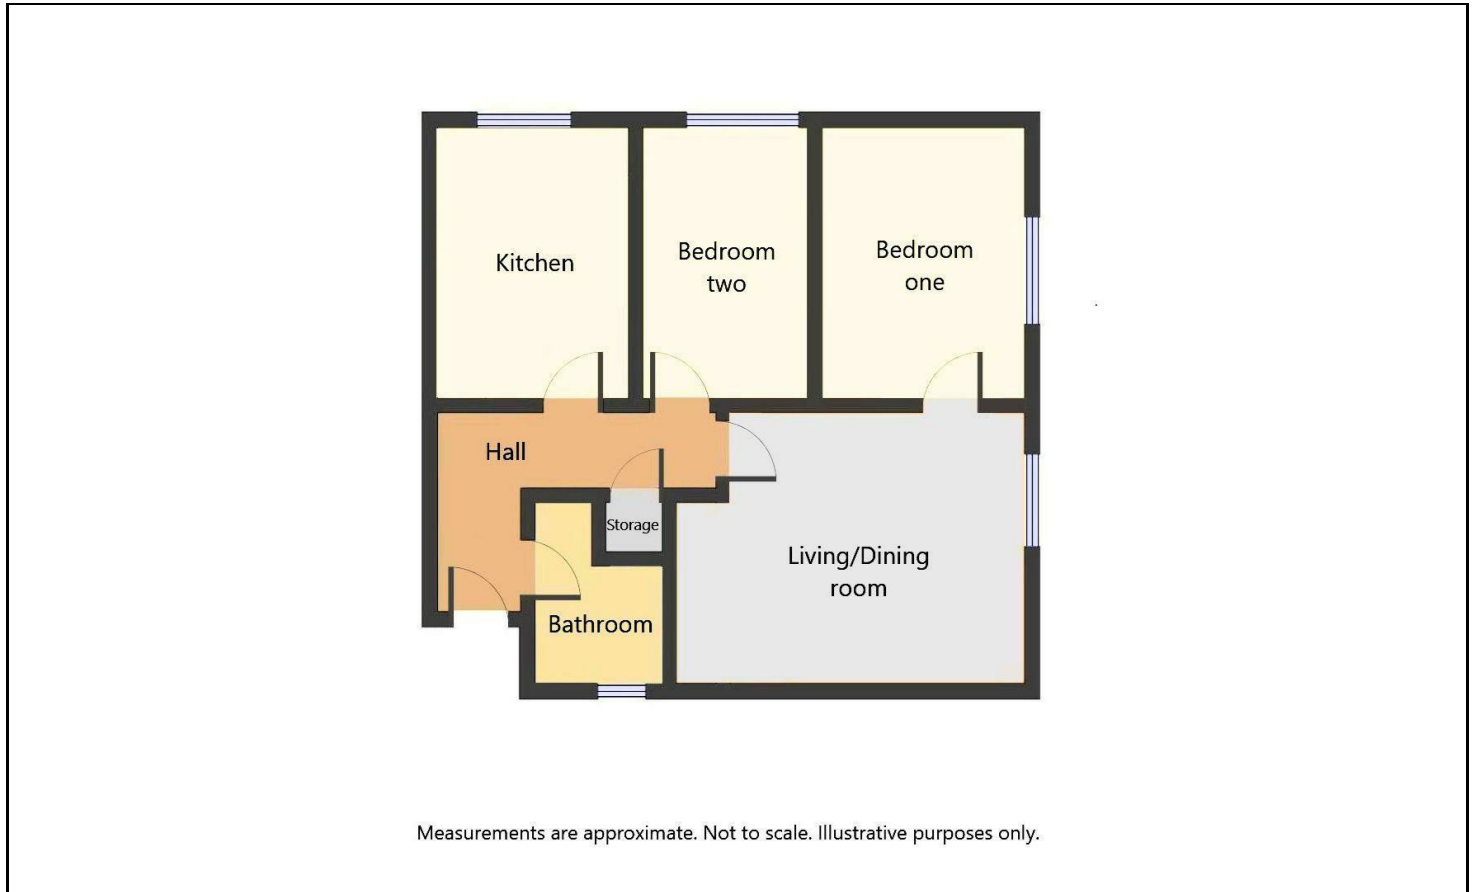 Kitchen
Bedroom
two
Bedroom
one
Hall
Storage
Living/Dining
room
Bathroom
Measurements are approximate. Not to scale. Illustrative purposes only.